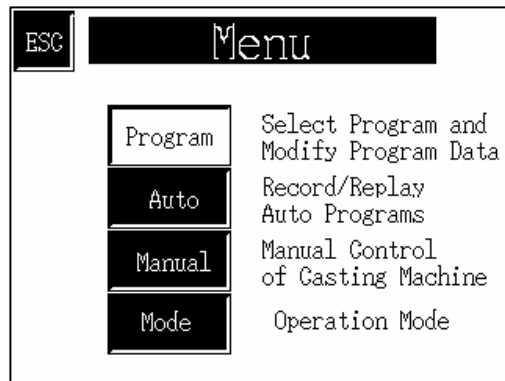 ESC
Menu
Program
Select Program and
Modify Program Data
Auto
Record/Replay
Auto Programs
Manual
Manual Control
of Casting Machine
Mode
Operation Mode